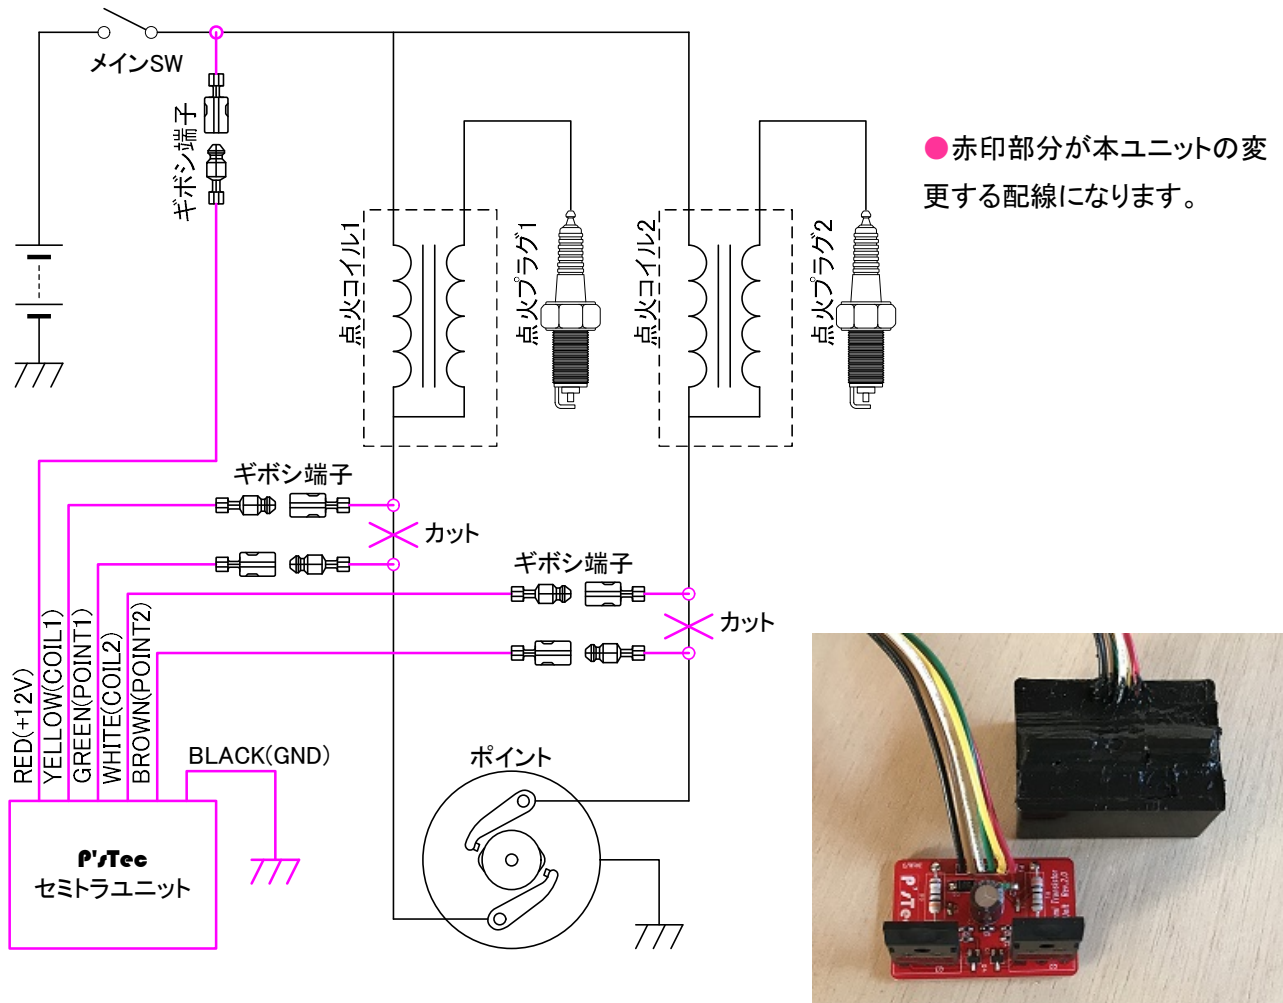 メインSW
ギボシ端子
●赤印部分が本ユニットの変
更する配線になります。
点火コイル1
点火プラグ1
点火コイル2
点火プラグ2
ギボシ端子
カット
ギボシ端子
カット
RED(+12V)
YELLOW(COIL1)
GREEN(POINT1)
WHITE(COIL2)
BROWN(POINT2)
BLACK(GND)
ポイント
P'sTec
セミトラユニット
P'sTec
Rev.2.0